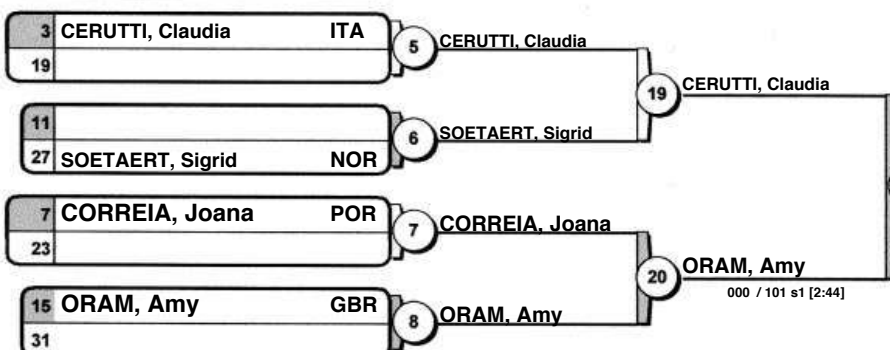 3 CERUTTI, Claudia ITA
19
5
CERUTTI, Claudia
19
CERUTTI, Claudia
11
27 SOETAERT, Sigrid NOR
6
SOETAERT, Sigrid
7 CORREIA, Joana POR
23
7
CORREIA, Joana
20
ORAM, Amy
000 / 101 s1 [2:44]
15 ORAM, Amy GBR
31
8
ORAM, Amy